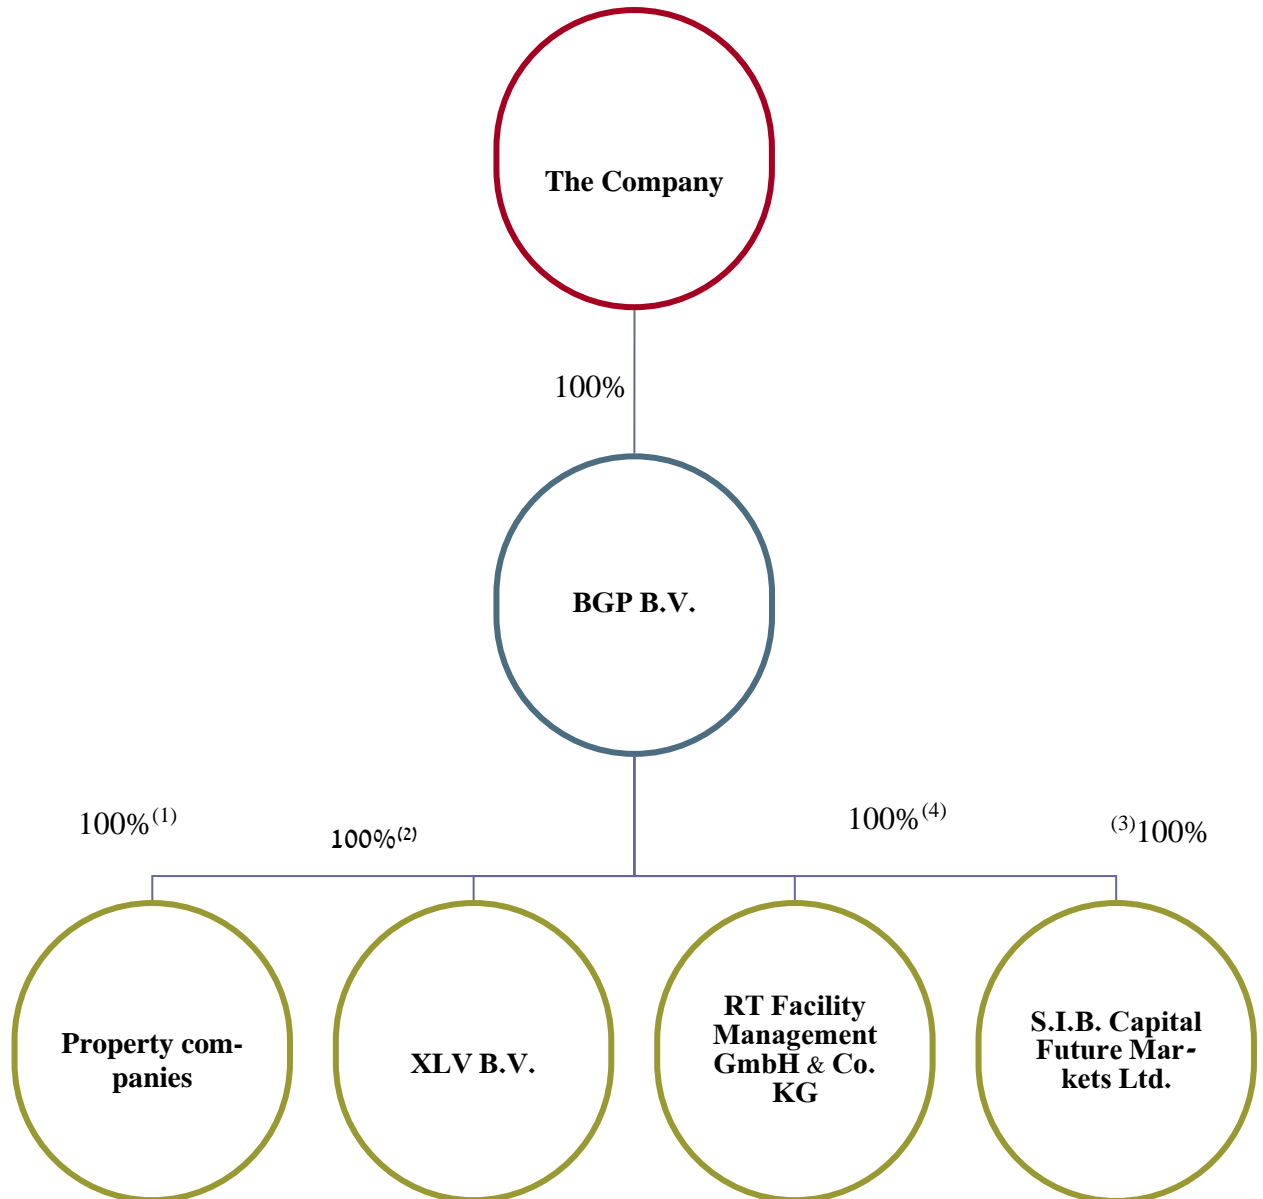 The Company
100%
BGP B.V.
100%(1)
100%(2)
100%(4)
(3)100%
Property com-
panies
XLV B.V.
RT Facility
Management
GmbH & Co.
KG
S.I.B. Capital
Future Mar-
kets Ltd.